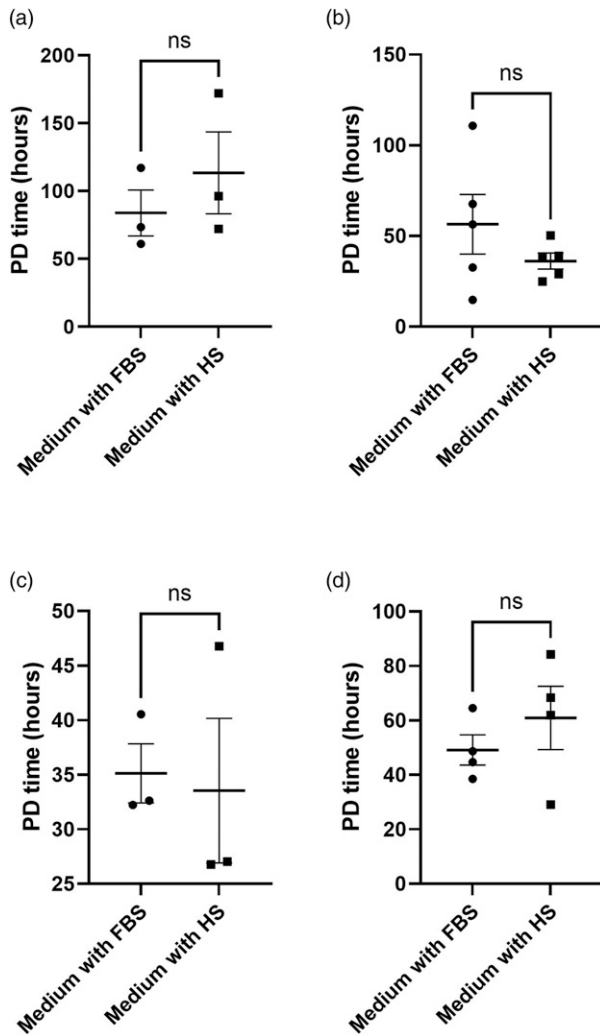 (a)
ns
200
150
100
50
0
PD time (hours)
Medium with FBS
Medium with HS
(b)
ns
150
100
50
0
PD time (hours)
Medium with FBS
Medium with HS
(c)
ns
50
45
40
35
30
25
PD time (hours)
Medium with FBS
Medium with HS
(d)
ns
100
80
60
40
20
0
PD time (hours)
Medium with FBS
Medium with HS